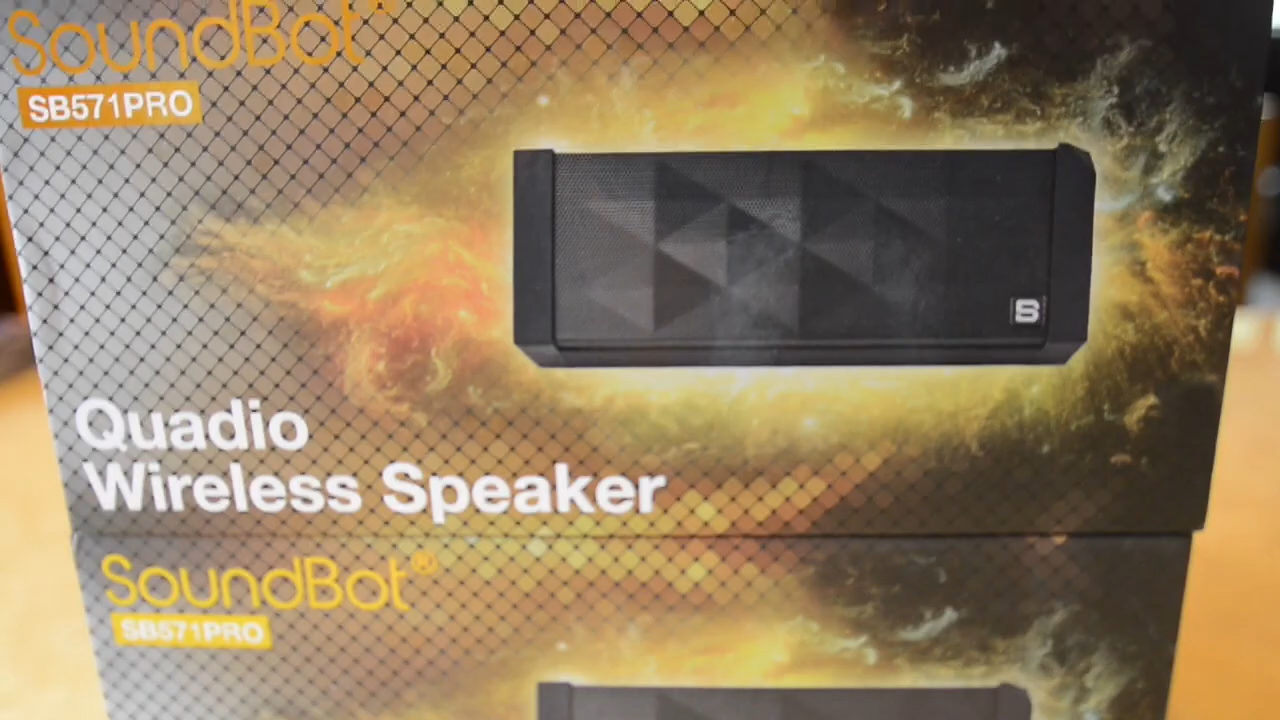 SoundBot®
SB571PRO
B
Quadio
Wireless Speaker
SoundBot®
SB571PRO